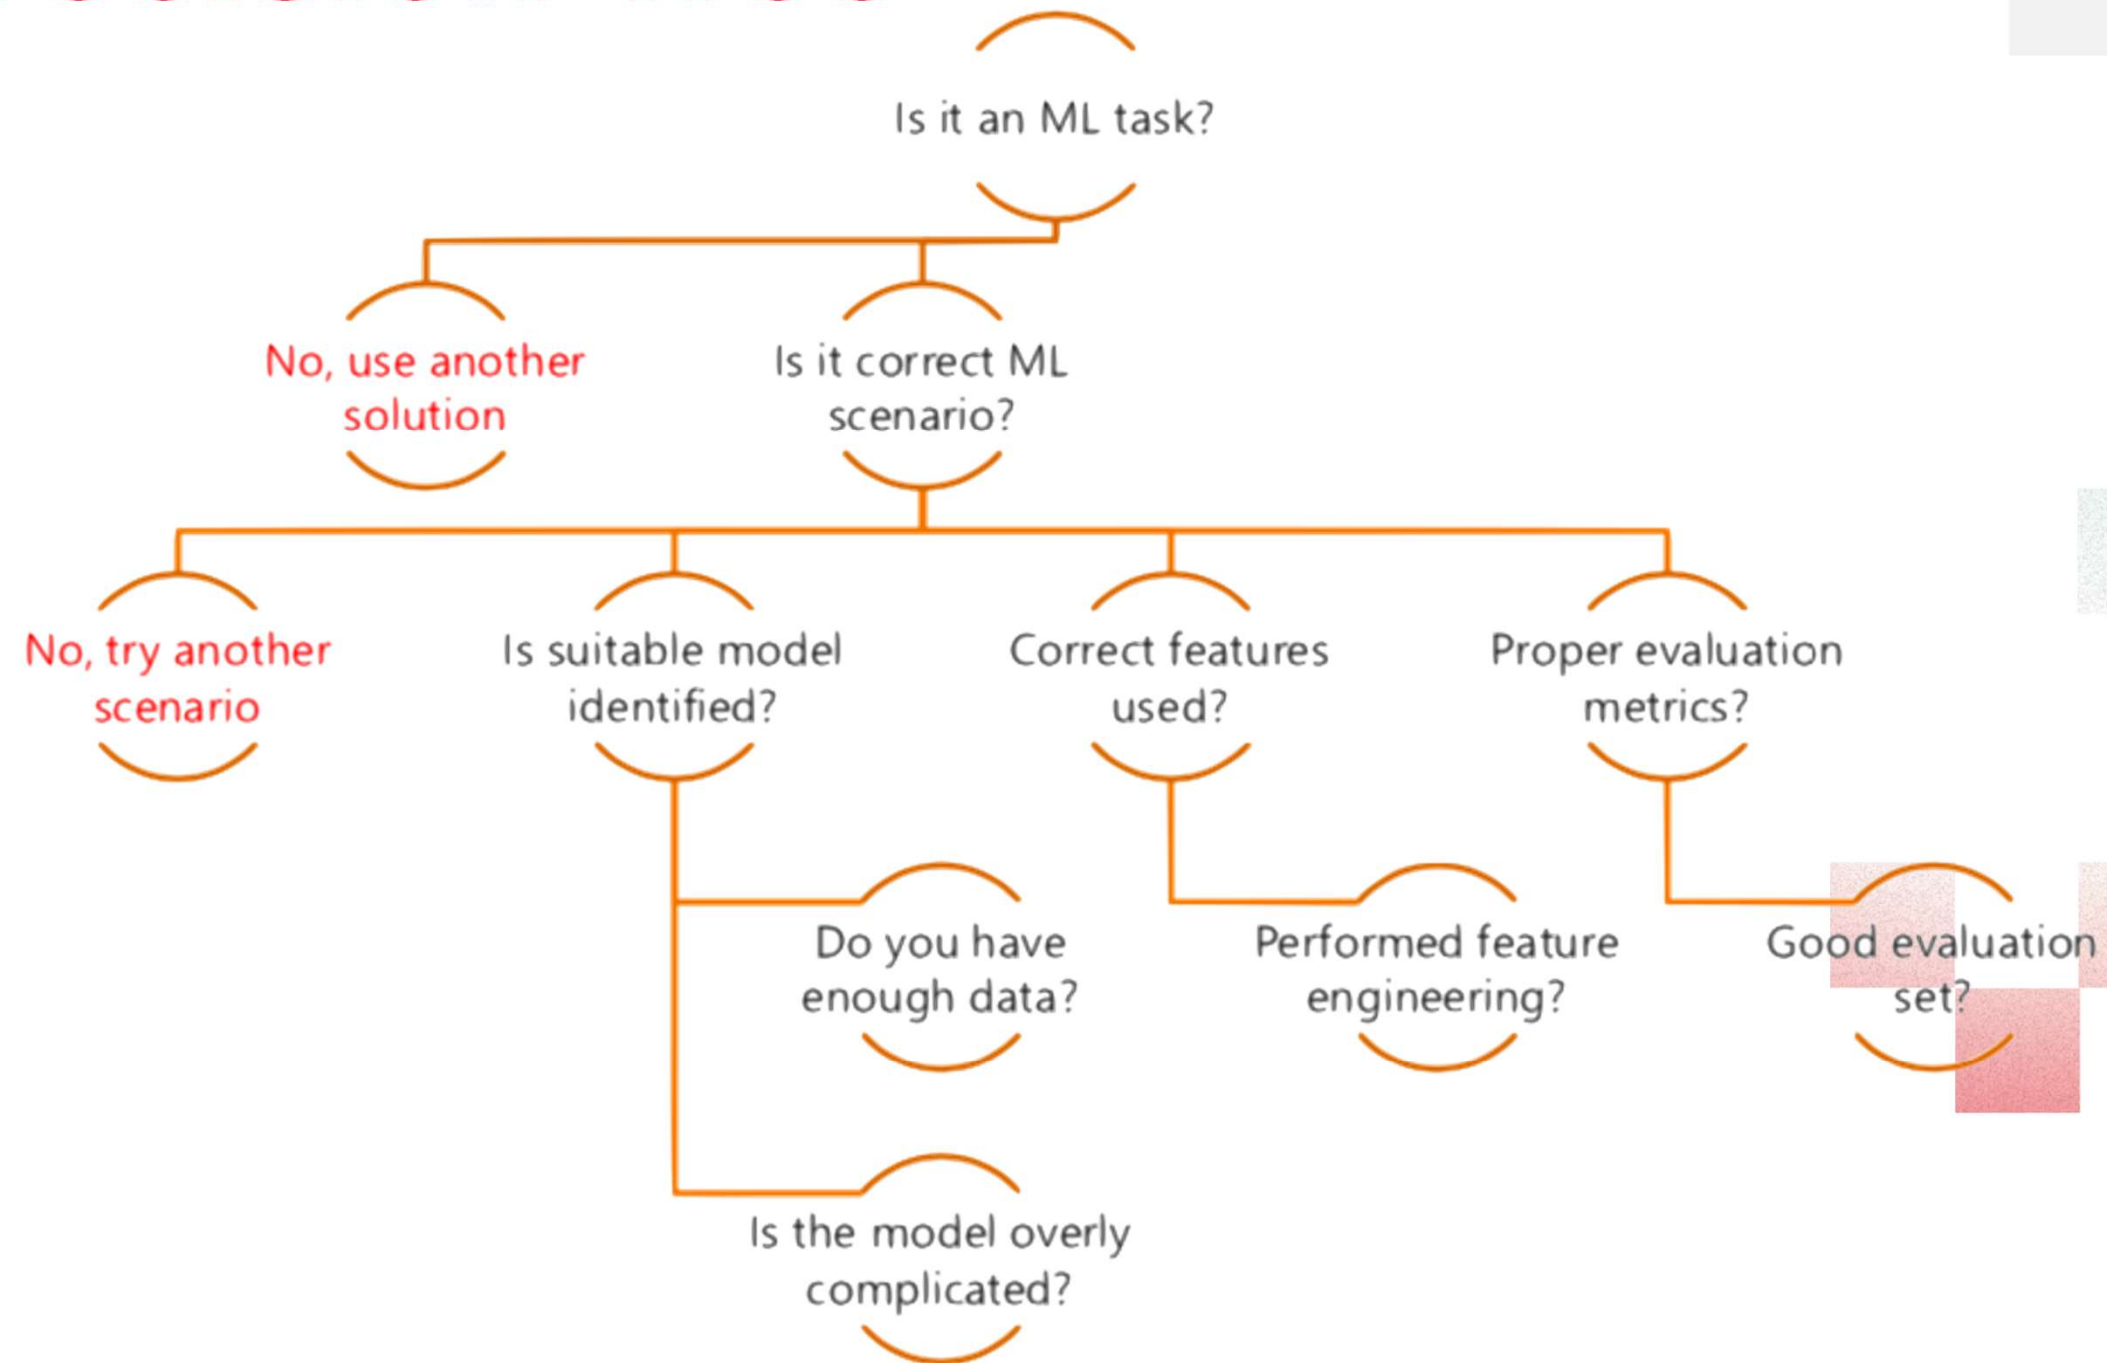 Is it an ML task?
No, use another
solution
Is it correct ML
scenario?
No, try another
scenario
Is suitable model
identified?
Correct features
used?
Proper evaluation
metrics?
Do you have
enough data?
Performed feature
engineering?
Good evaluation
set?
Is the model overly
complicated?